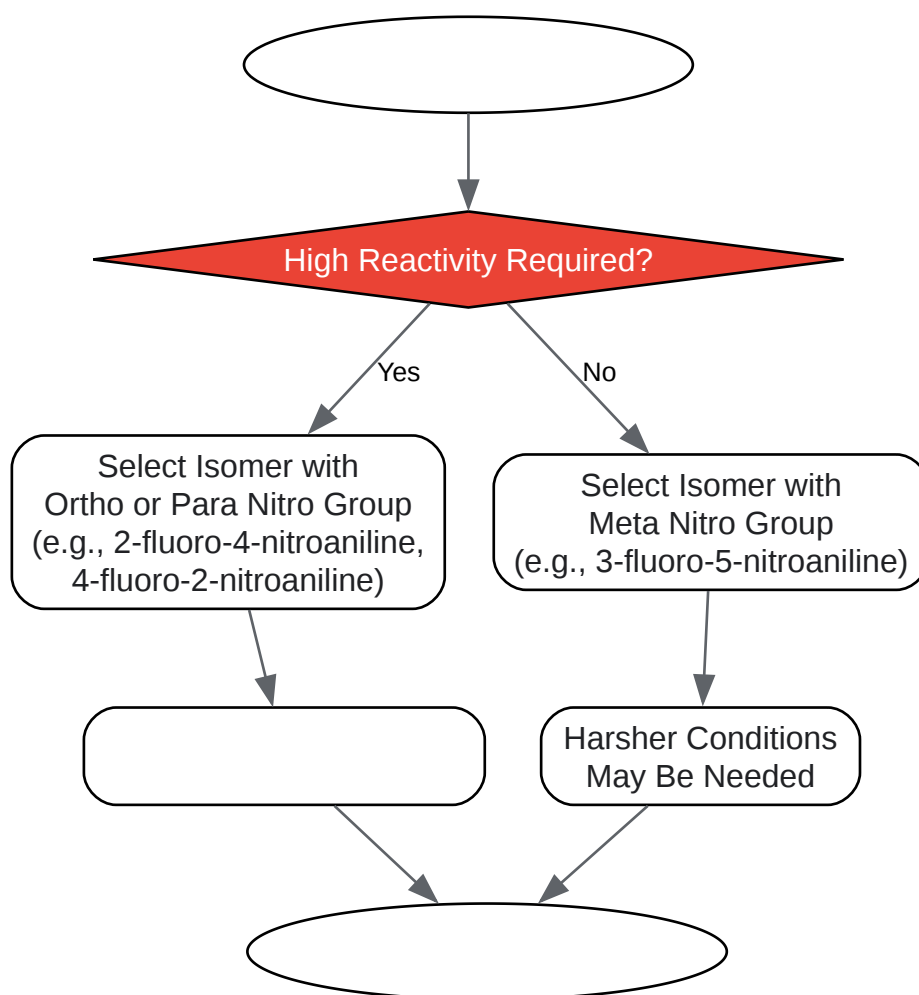 High Reactivity Required?
Yes
No
Select Isomer with
Ortho or Para Nitro Group
(e.g., 2-fluoro-4-nitroaniline,
4-fluoro-2-nitroaniline)
Select Isomer with
Meta Nitro Group
(e.g., 3-fluoro-5-nitroaniline)
Harsher Conditions
May Be Needed